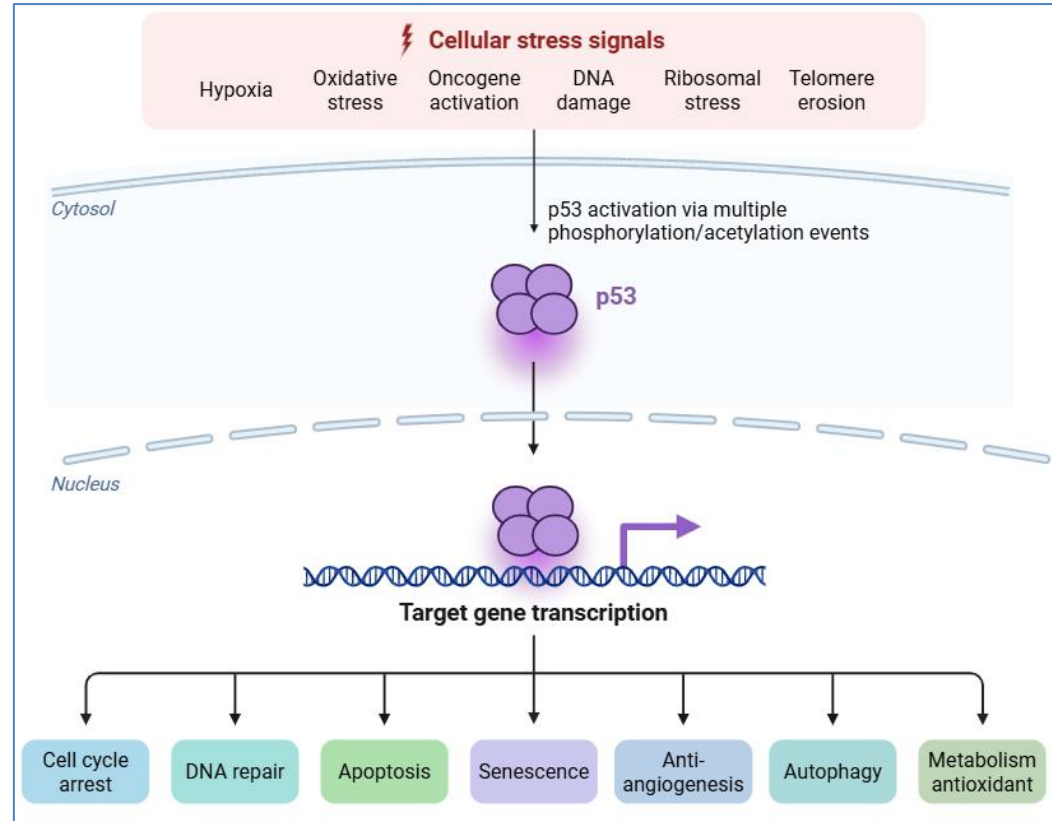 Cellular stress signals
Hypoxia
Oxidative
stress
Oncogene
activation
DNA
damage
Ribosomal
stress
Telomere
erosion
Cytosol
p53 activation via multiple
phosphorylation/acetylation events
p53
Nucleus
Target gene transcription
Cell cycle
arrest
DNA repair
Apoptosis
Senescence
Anti-
angiogenesis
Autophagy
Metabolism
antioxidant